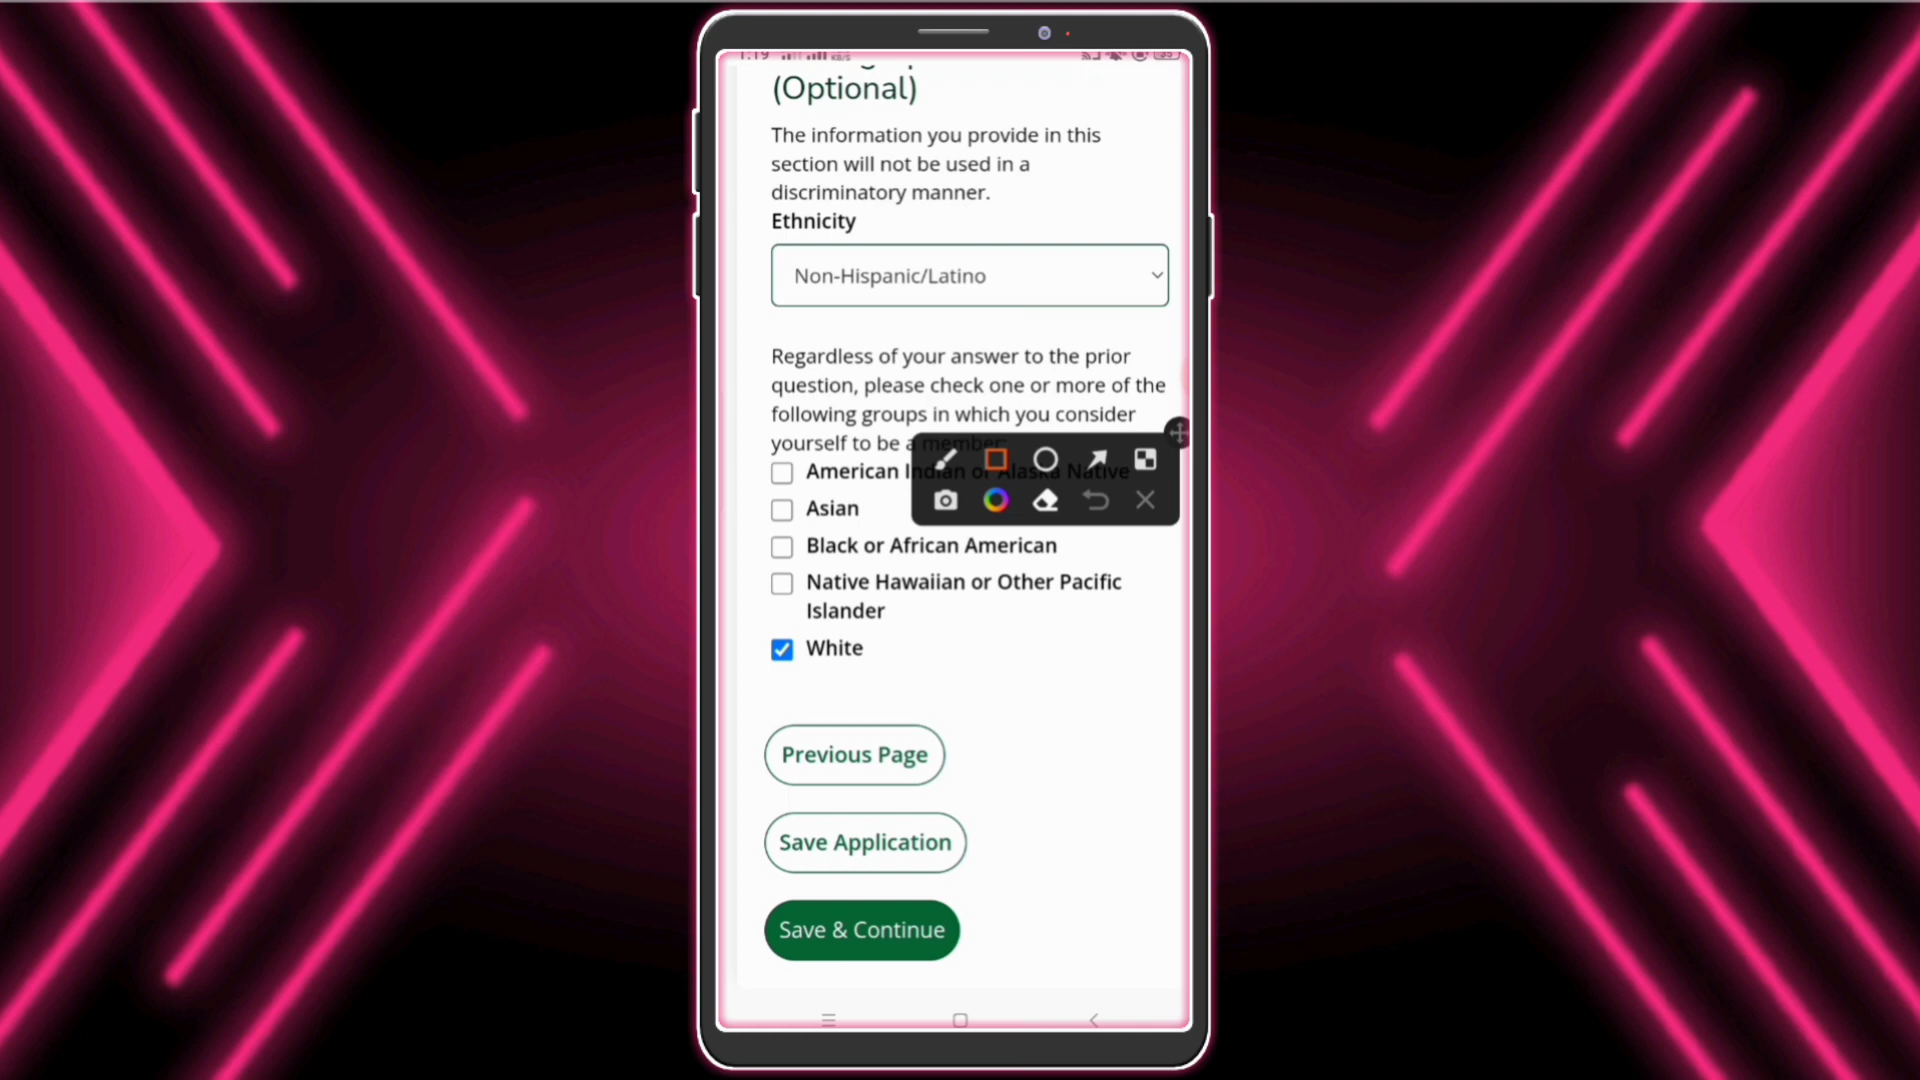 1:19
(Optional)
The information you provide in this
section will not be used in a
discriminatory manner.
Ethnicity
Non-Hispanic/Latino
Regardless of your answer to the prior
question, please check one or more of the
following groups in which you consider
yourself to be a member:
American Indian or Alaska Native
Asian
Black or African American
Native Hawaiian or Other Pacific
Islander
White
Previous Page
Save Application
Save & Continue